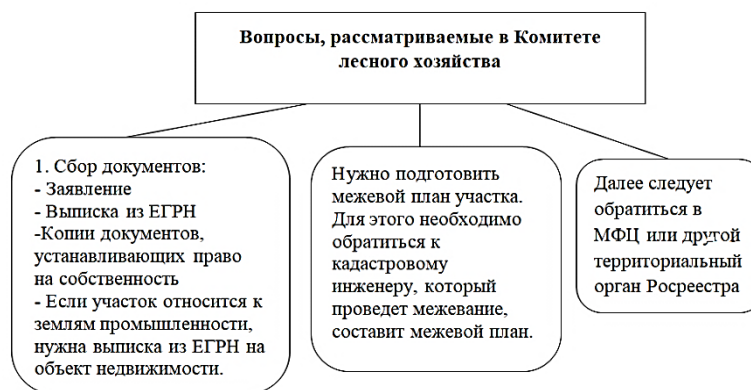 Вопросы, рассматриваемые в Комитете
лесного хозяйства
1. Сбор документов:
- Заявление
- Выписка из ЕГРН
-Копии документов,
устанавливающих право
на собственность
- Если участок относится к
землям промышленности,
нужна выписка из ЕГРН на
объект недвижимости.
Нужно подготовить
межевой план участка.
Для этого необходимо
обратиться к
кадастровому
инженеру, который
проведет межевание,
составит межевой план.
Далее следует
обратиться в
МФЦ или другой
территориальный
орган Росреестра